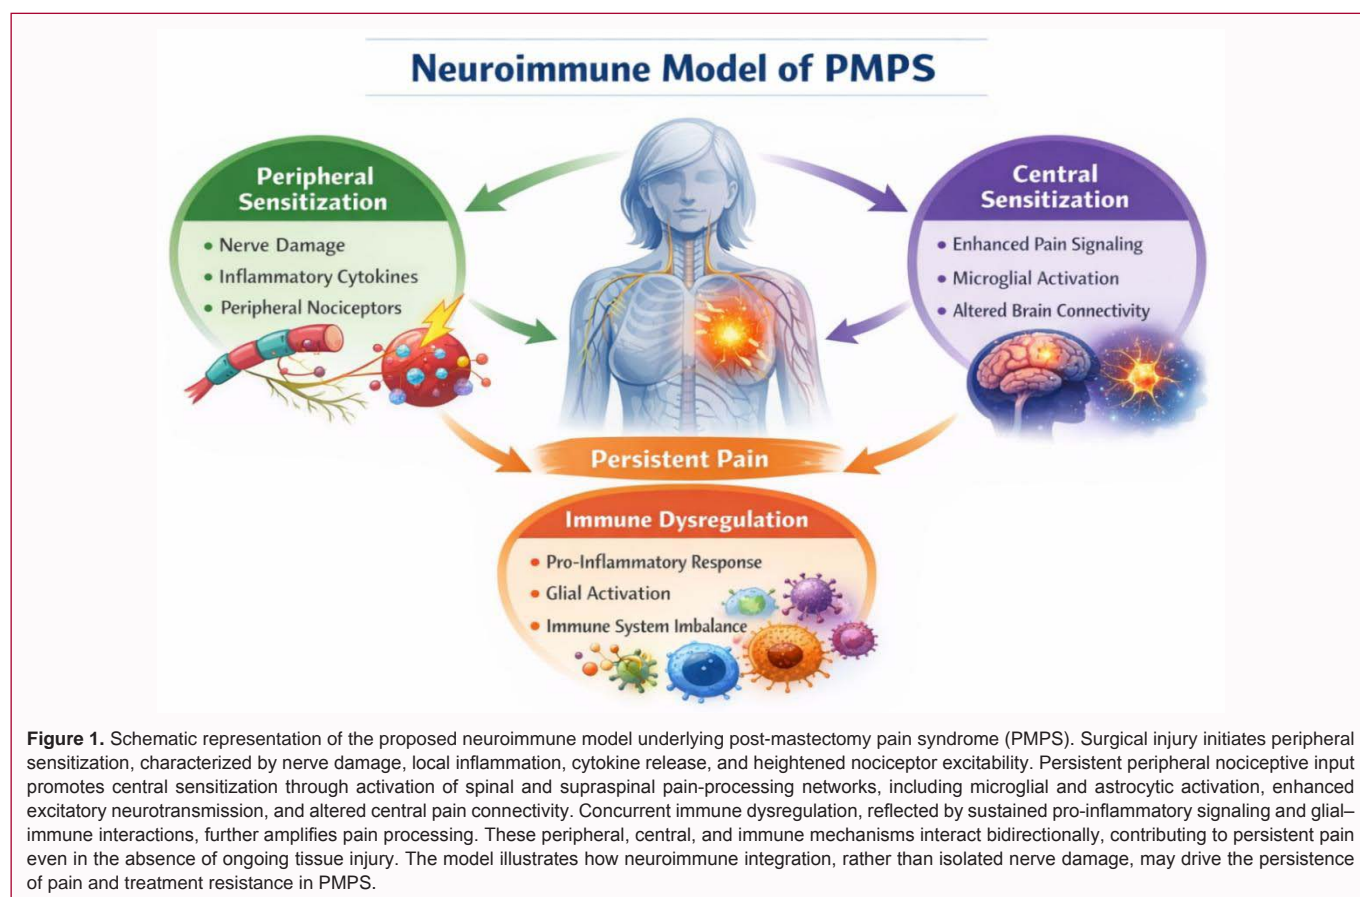 Neuroimmune Model of PMPS
Peripheral
Sensitization
• Nerve Damage
• Inflammatory Cytokines
• Peripheral Nociceptors
Central
Sensitization
• Enhanced Pain Signaling
• Microglial Activation
• Altered Brain Connectivity
Persistent Pain
Immune Dysregulation
• Pro-Inflammatory Response
• Glial Activation
• Immune System Imbalance
Figure 1. Schematic representation of the proposed neuroimmune model underlying post-mastectomy pain syndrome (PMPS). Surgical injury initiates peripheral
sensitization, characterized by nerve damage, local inflammation, cytokine release, and heightened nociceptor excitability. Persistent peripheral nociceptive input
promotes central sensitization through activation of spinal and supraspinal pain-processing networks, including microglial and astrocytic activation, enhanced
excitatory neurotransmission, and altered central pain connectivity. Concurrent immune dysregulation, reflected by sustained pro-inflammatory signaling and glial–
immune interactions, further amplifies pain processing. These peripheral, central, and immune mechanisms interact bidirectionally, contributing to persistent pain
even in the absence of ongoing tissue injury. The model illustrates how neuroimmune integration, rather than isolated nerve damage, may drive the persistence
of pain and treatment resistance in PMPS.